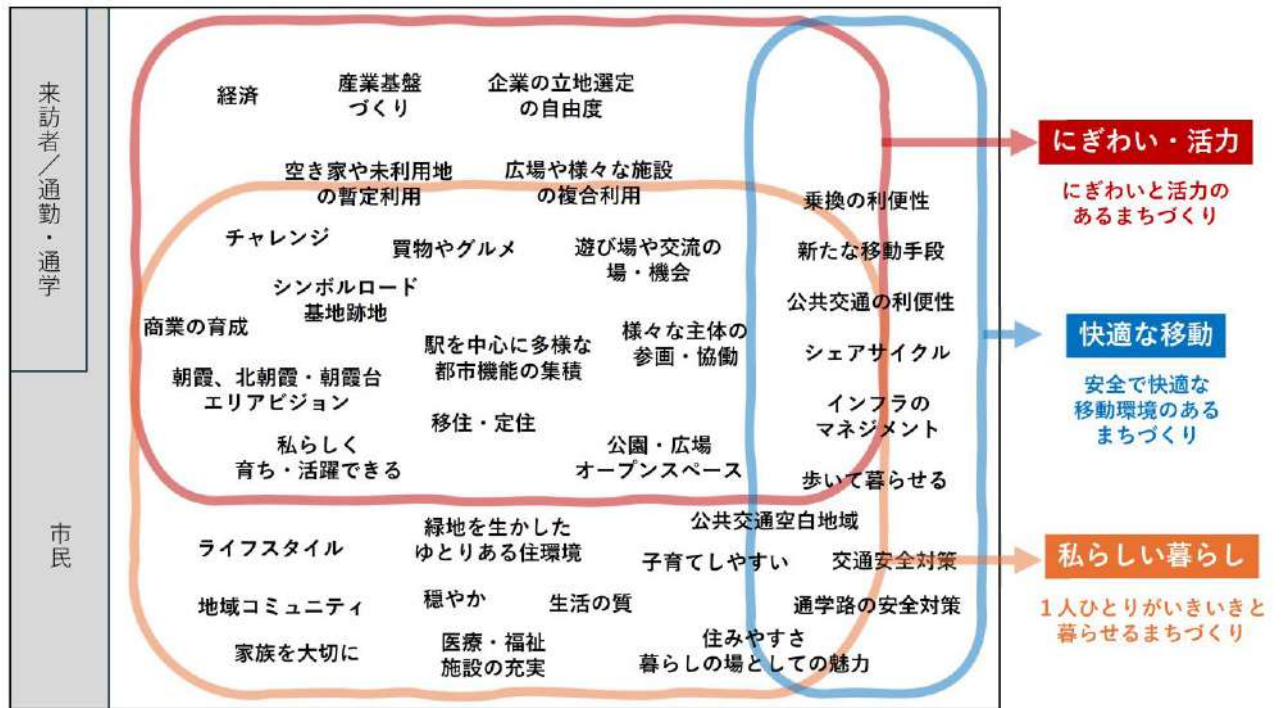 来訪者／通勤・通学
市民
経済
産業基盤
づくり
企業の立地選定
の自由度
空き家や未利用地
の暫定利用
広場や様々な施設
の複合利用
乗換の利便性
チャレンジ
買物やグルメ
遊び場や交流の
場・機会
新たな移動手段
シンボルロード
基地跡地
公共交通の利便性
商業の育成
駅を中心に多様な
都市機能の集積
様々な主体の
参画・協働
シェアサイクル
朝霞、北朝霞・朝霞台
エリアビジョン
移住・定住
インフラの
マネジメント
私らしく
育ち・活躍できる
公園・広場
オープンスペース
歩いて暮らせる
公共交通空白地域
ライフスタイル
緑地を生かした
ゆとりある住環境
子育てしやすい
交通安全対策
地域コミュニティ
穏やか
生活の質
通学路の安全対策
家族を大切に
医療・福祉
施設の充実
住みやすさ
暮らしの場としての魅力
にぎわい・活力
にぎわいと活力の
あるまちづくり
快適な移動
安全で快適な
移動環境のある
まちづくり
私らしい暮らし
1人ひとりがいきいきと
暮らせるまちづくり